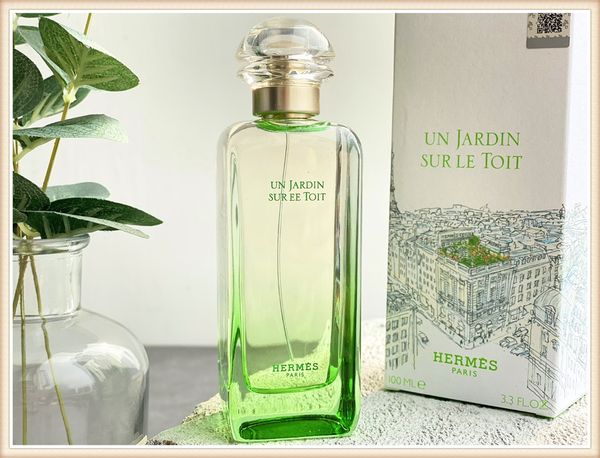 UN JARDIN
SUR EE TOIT
HERMÈS
PARIS
UN JARDIN
SUR LE TOIT
HERMÈS
PARIS
100 ML ℮
3.3 FL.OZ